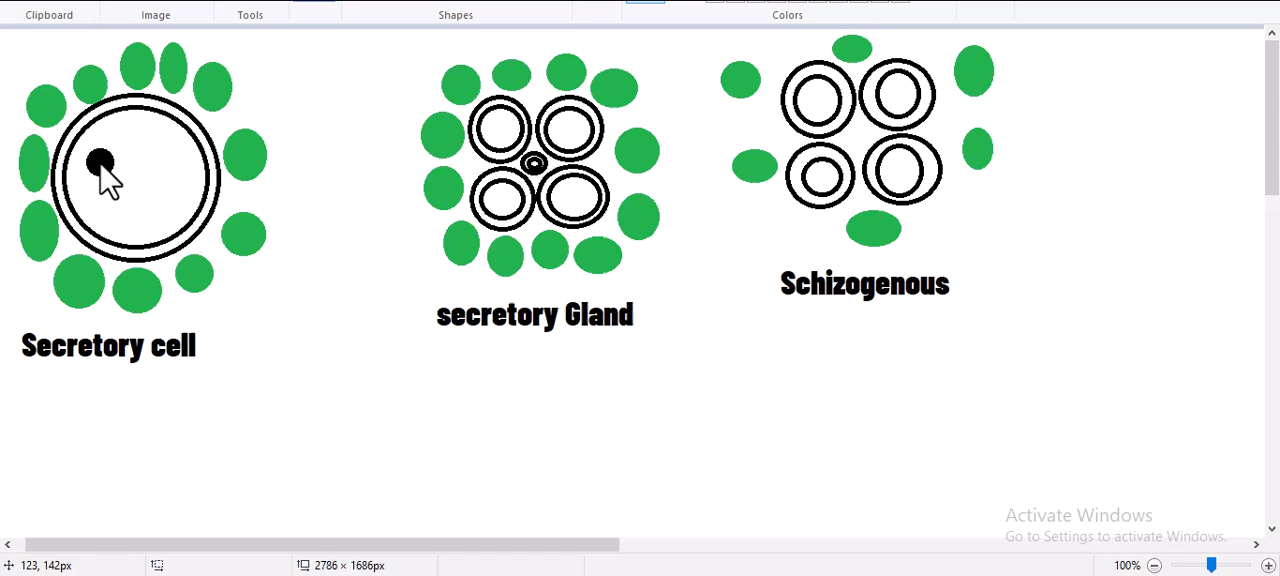 Clipboard Image Tools Shapes Colors
Schizogenous
secretory Gland
Secretory cell
Activate Windows
Go to Settings to activate Windows.
123, 142px 2786 × 1686px 100%